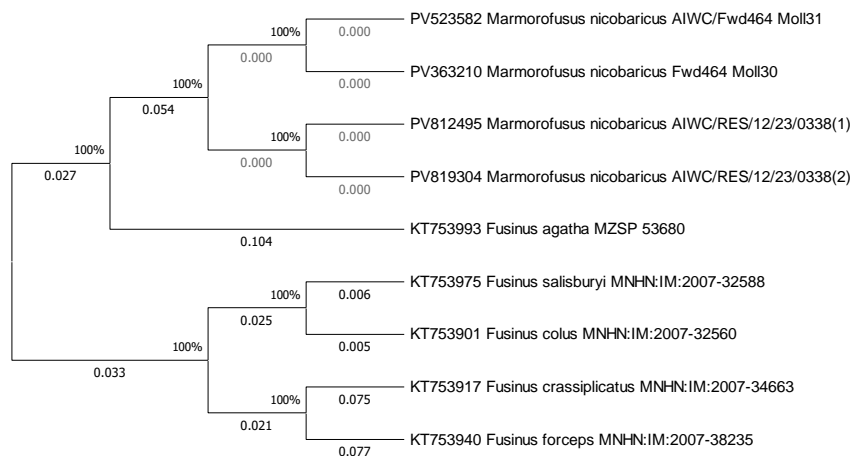 100%
0.000
PV523582 Marmorofusus nicobaricus AIWC/Fwd464 Moll31
100%
0.000
0.000
PV363210 Marmorofusus nicobaricus Fwd464 Moll30
100%
0.054
0.000
PV812495 Marmorofusus nicobaricus AIWC/RES/12/23/0338(1)
100%
0.000
0.000
PV819304 Marmorofusus nicobaricus AIWC/RES/12/23/0338(2)
100%
0.027
0.000
KT753993 Fusinus agatha MZSP 53680
0.104
KT753975 Fusinus salisburyi MNHN:IM:2007-32588
100%
0.006
0.025
KT753901 Fusinus colus MNHN:IM:2007-32560
100%
0.005
0.033
KT753917 Fusinus crassiplicatus MNHN:IM:2007-34663
100%
0.075
0.021
KT753940 Fusinus forceps MNHN:IM:2007-38235
0.077